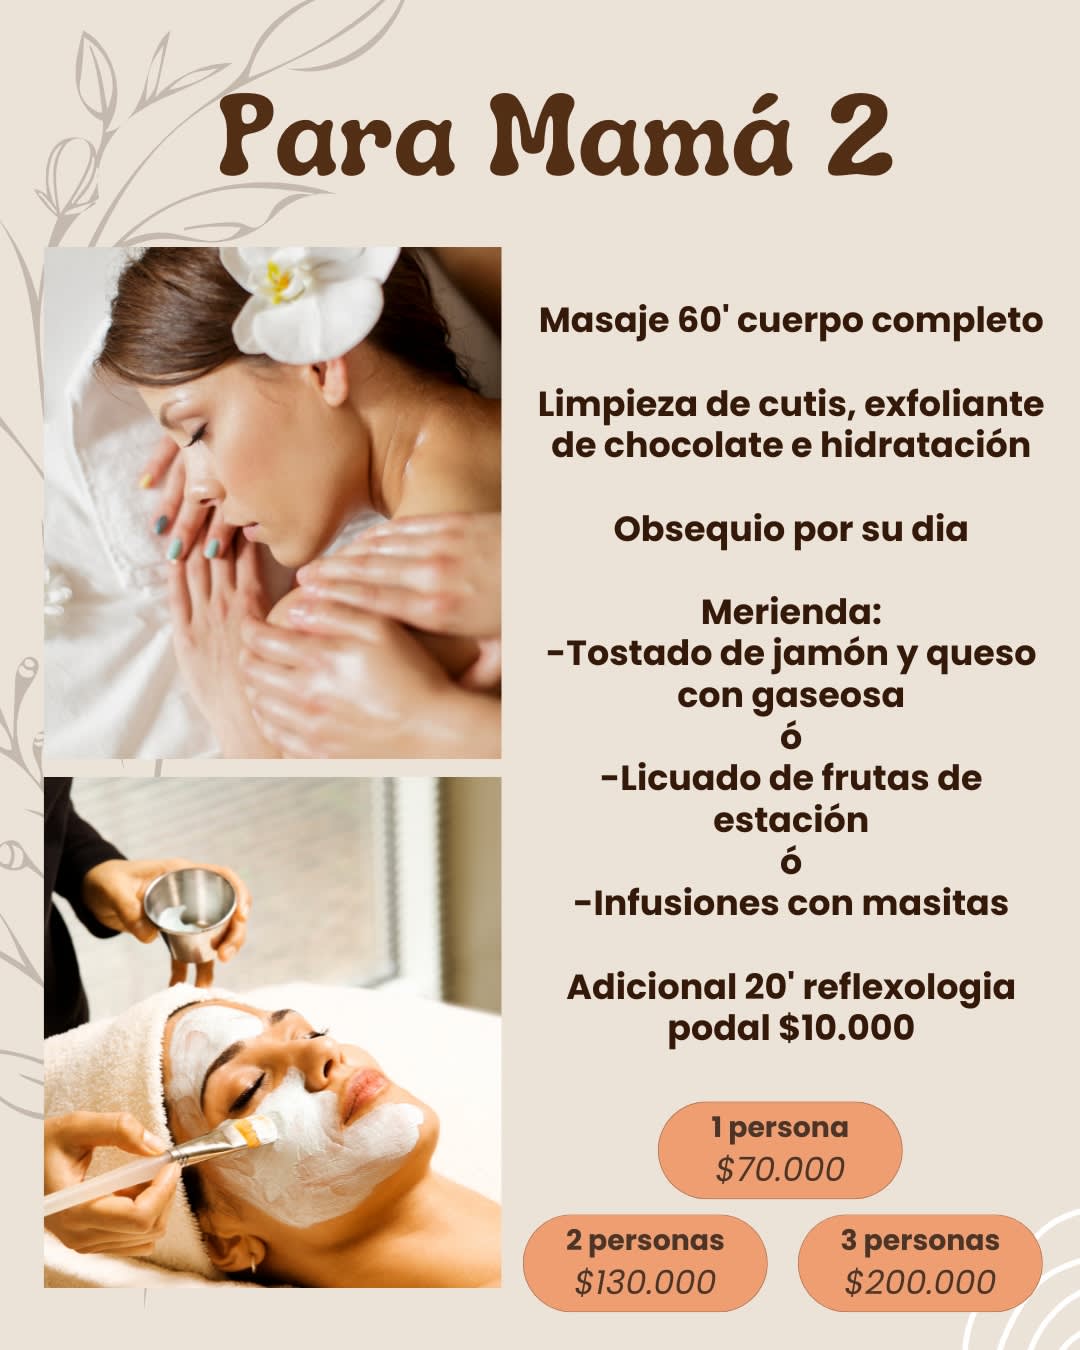 Para Mamá 2
Masaje 60' cuerpo completo
Limpieza de cutis, exfoliante
de chocolate e hidratación
Obsequio por su dia
Merienda:
-Tostado de jamón y queso
con gaseosa
ó
-Licuado de frutas de
estación
ó
-Infusiones con masitas
Adicional 20' reflexologia
podal $10.000
1 persona
$70.000
2 personas
$130.000
3 personas
$200.000